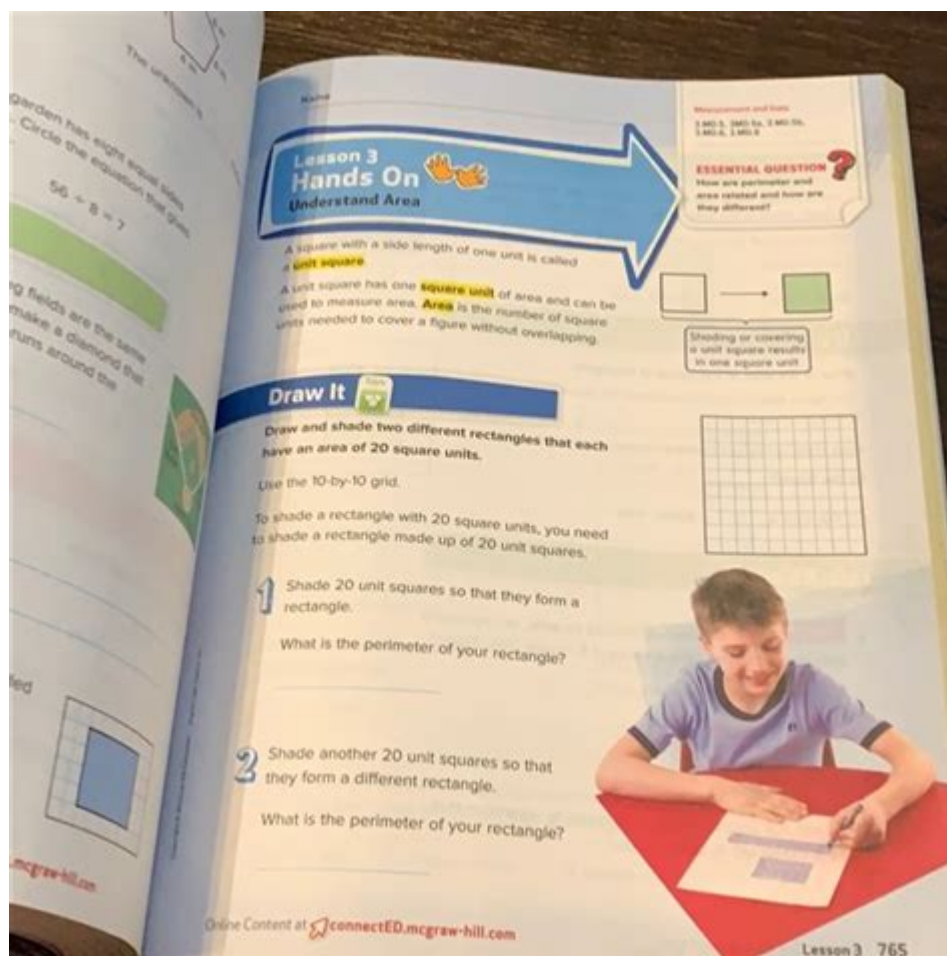 The unknown is
garden has eight equal sides.
Circle the equation that gives
56 ÷ 8 = 7
g fields are the same
make a diamond that
runs around the
led
.mcgraw-hill.com
Name
Measurement and Data
ESSENTIAL QUESTION
How are perimeter and
area related and how are
they different?
Lesson 3
Hands On
Understand Area
A square with a side length of one unit is called
a unit square
A unit square has one square unit of area and can be
used to measure area. Area is the number of square
units needed to cover a figure without overlapping.
Shading or covering
a unit square results
in one square unit
Draw It
Draw and shade two different rectangles that each
have an area of 20 square units.
Use the 10-by-10 grid.
To shade a rectangle with 20 square units, you need
to shade a rectangle made up of 20 unit squares.
1 Shade 20 unit squares so that they form a
rectangle.
What is the perimeter of your rectangle?
2 Shade another 20 unit squares so that
they form a different rectangle.
What is the perimeter of your rectangle?
Online Content at connectED.mcgraw-hill.com
Lesson 3 765